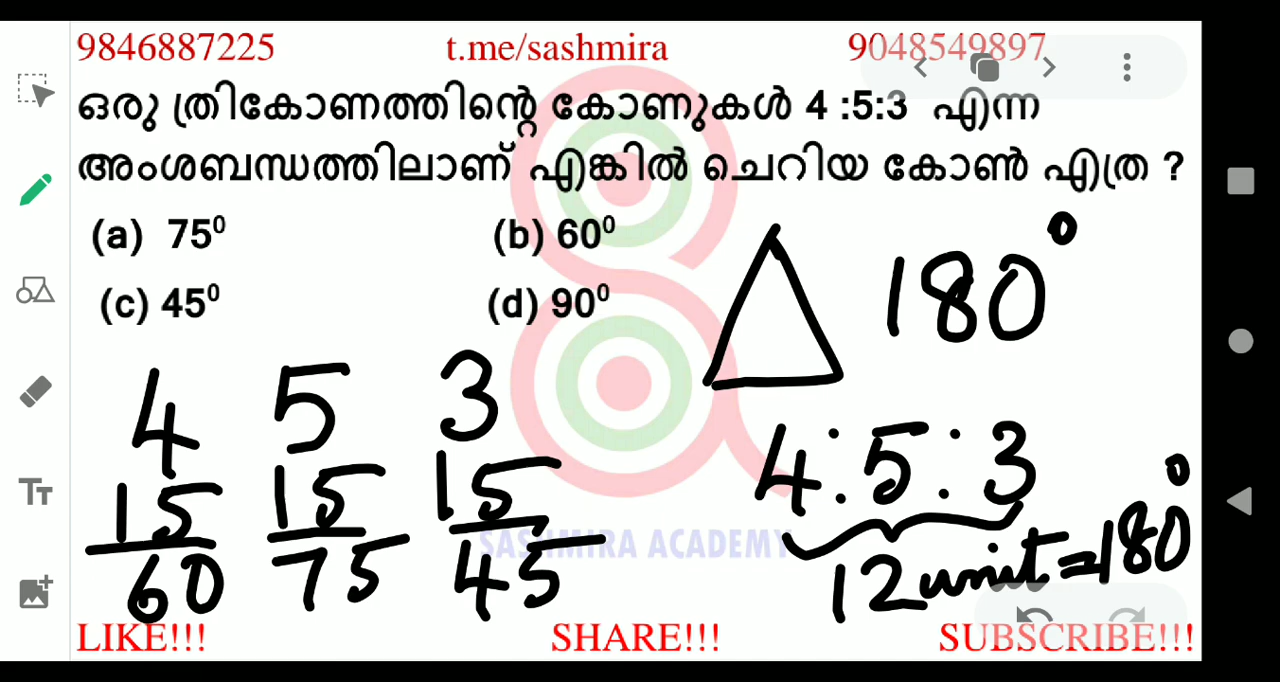 9846887225 t.me/sashmira 9048549897
ഒരു ത്രികോണത്തിന്റെ കോണുകൾ 4 :5:3 എന്ന
അംശബന്ധത്തിലാണ് എങ്കിൽ ചെറിയ കോൺ എത്ര ?
(a) 75⁰ (b) 60⁰
(c) 45⁰ (d) 90⁰
180°
4 5 3
15 15 15
60 75 45
4:5:3
12 unit = 180°
SASHMIRA ACADEMY
Tт
LIKE!!! SHARE!!! SUBSCRIBE!!!